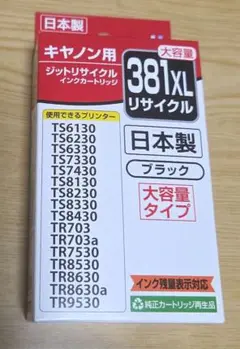 日本製
キヤノン用
大容量
ジットリサイクル
インクカートリッジ
381XL
リサイクル
使用できるプリンター
TS6130
TS6230
TS6330
TS7330
TS7430
TS8130
TS8230
TS8330
TS8430
TR703
TR703a
TR7530
TR8530
TR8630
TR8630a
TR9530
日本製
ブラック
大容量
タイプ
インク残量表示対応
純正カートリッジ再生品